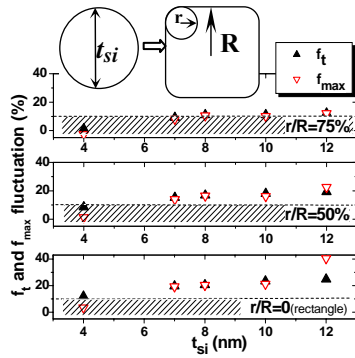 t_si
r
R
f_t
f_max
f_t and f_max fluctuation (%)
40
20
0
r/R=75%
4 6 8 10 12
40
20
0
r/R=50%
4 6 8 10 12
40
20
0
r/R=0(rectangle)
4 6 8 10 12
t_si (nm)